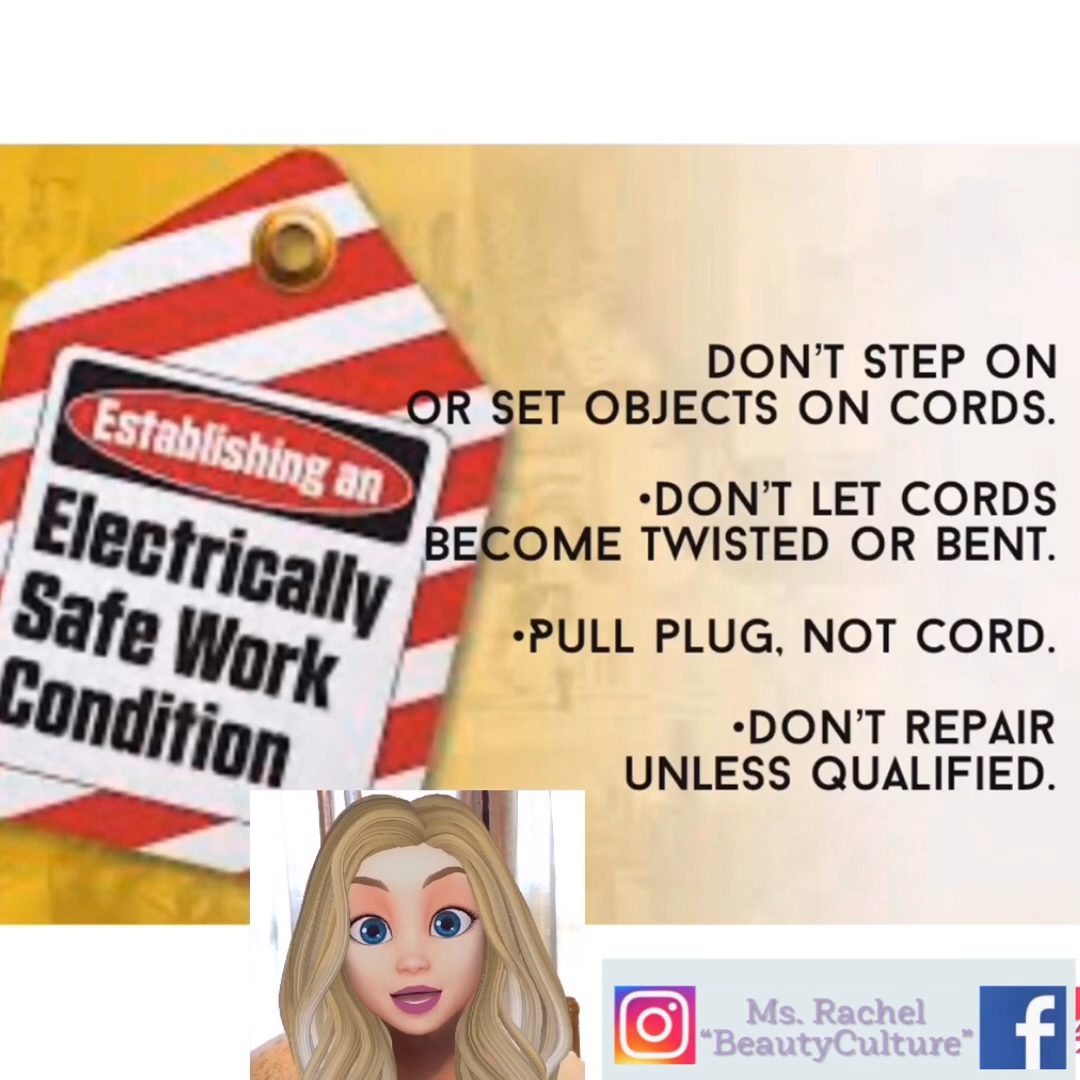 Establishing an
Electrically
Safe Work
Condition
DON'T STEP ON
OR SET OBJECTS ON CORDS.
•DON'T LET CORDS
BECOME TWISTED OR BENT.
•PULL PLUG, NOT CORD.
•DON'T REPAIR
UNLESS QUALIFIED.
Ms. Rachel
"BeautyCulture"